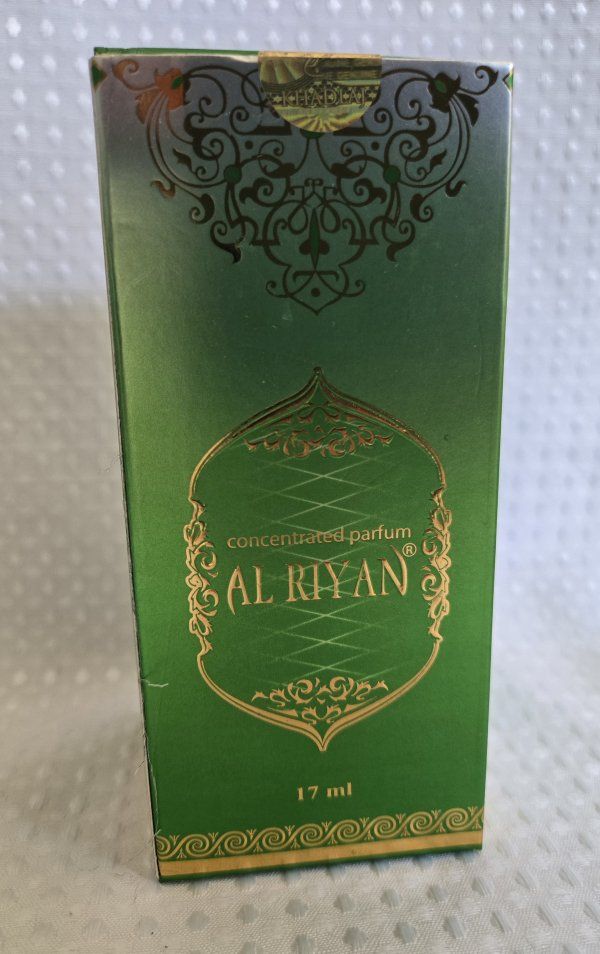 KHADLAJ
concentrated parfum
AL RIYAN®
17 ml